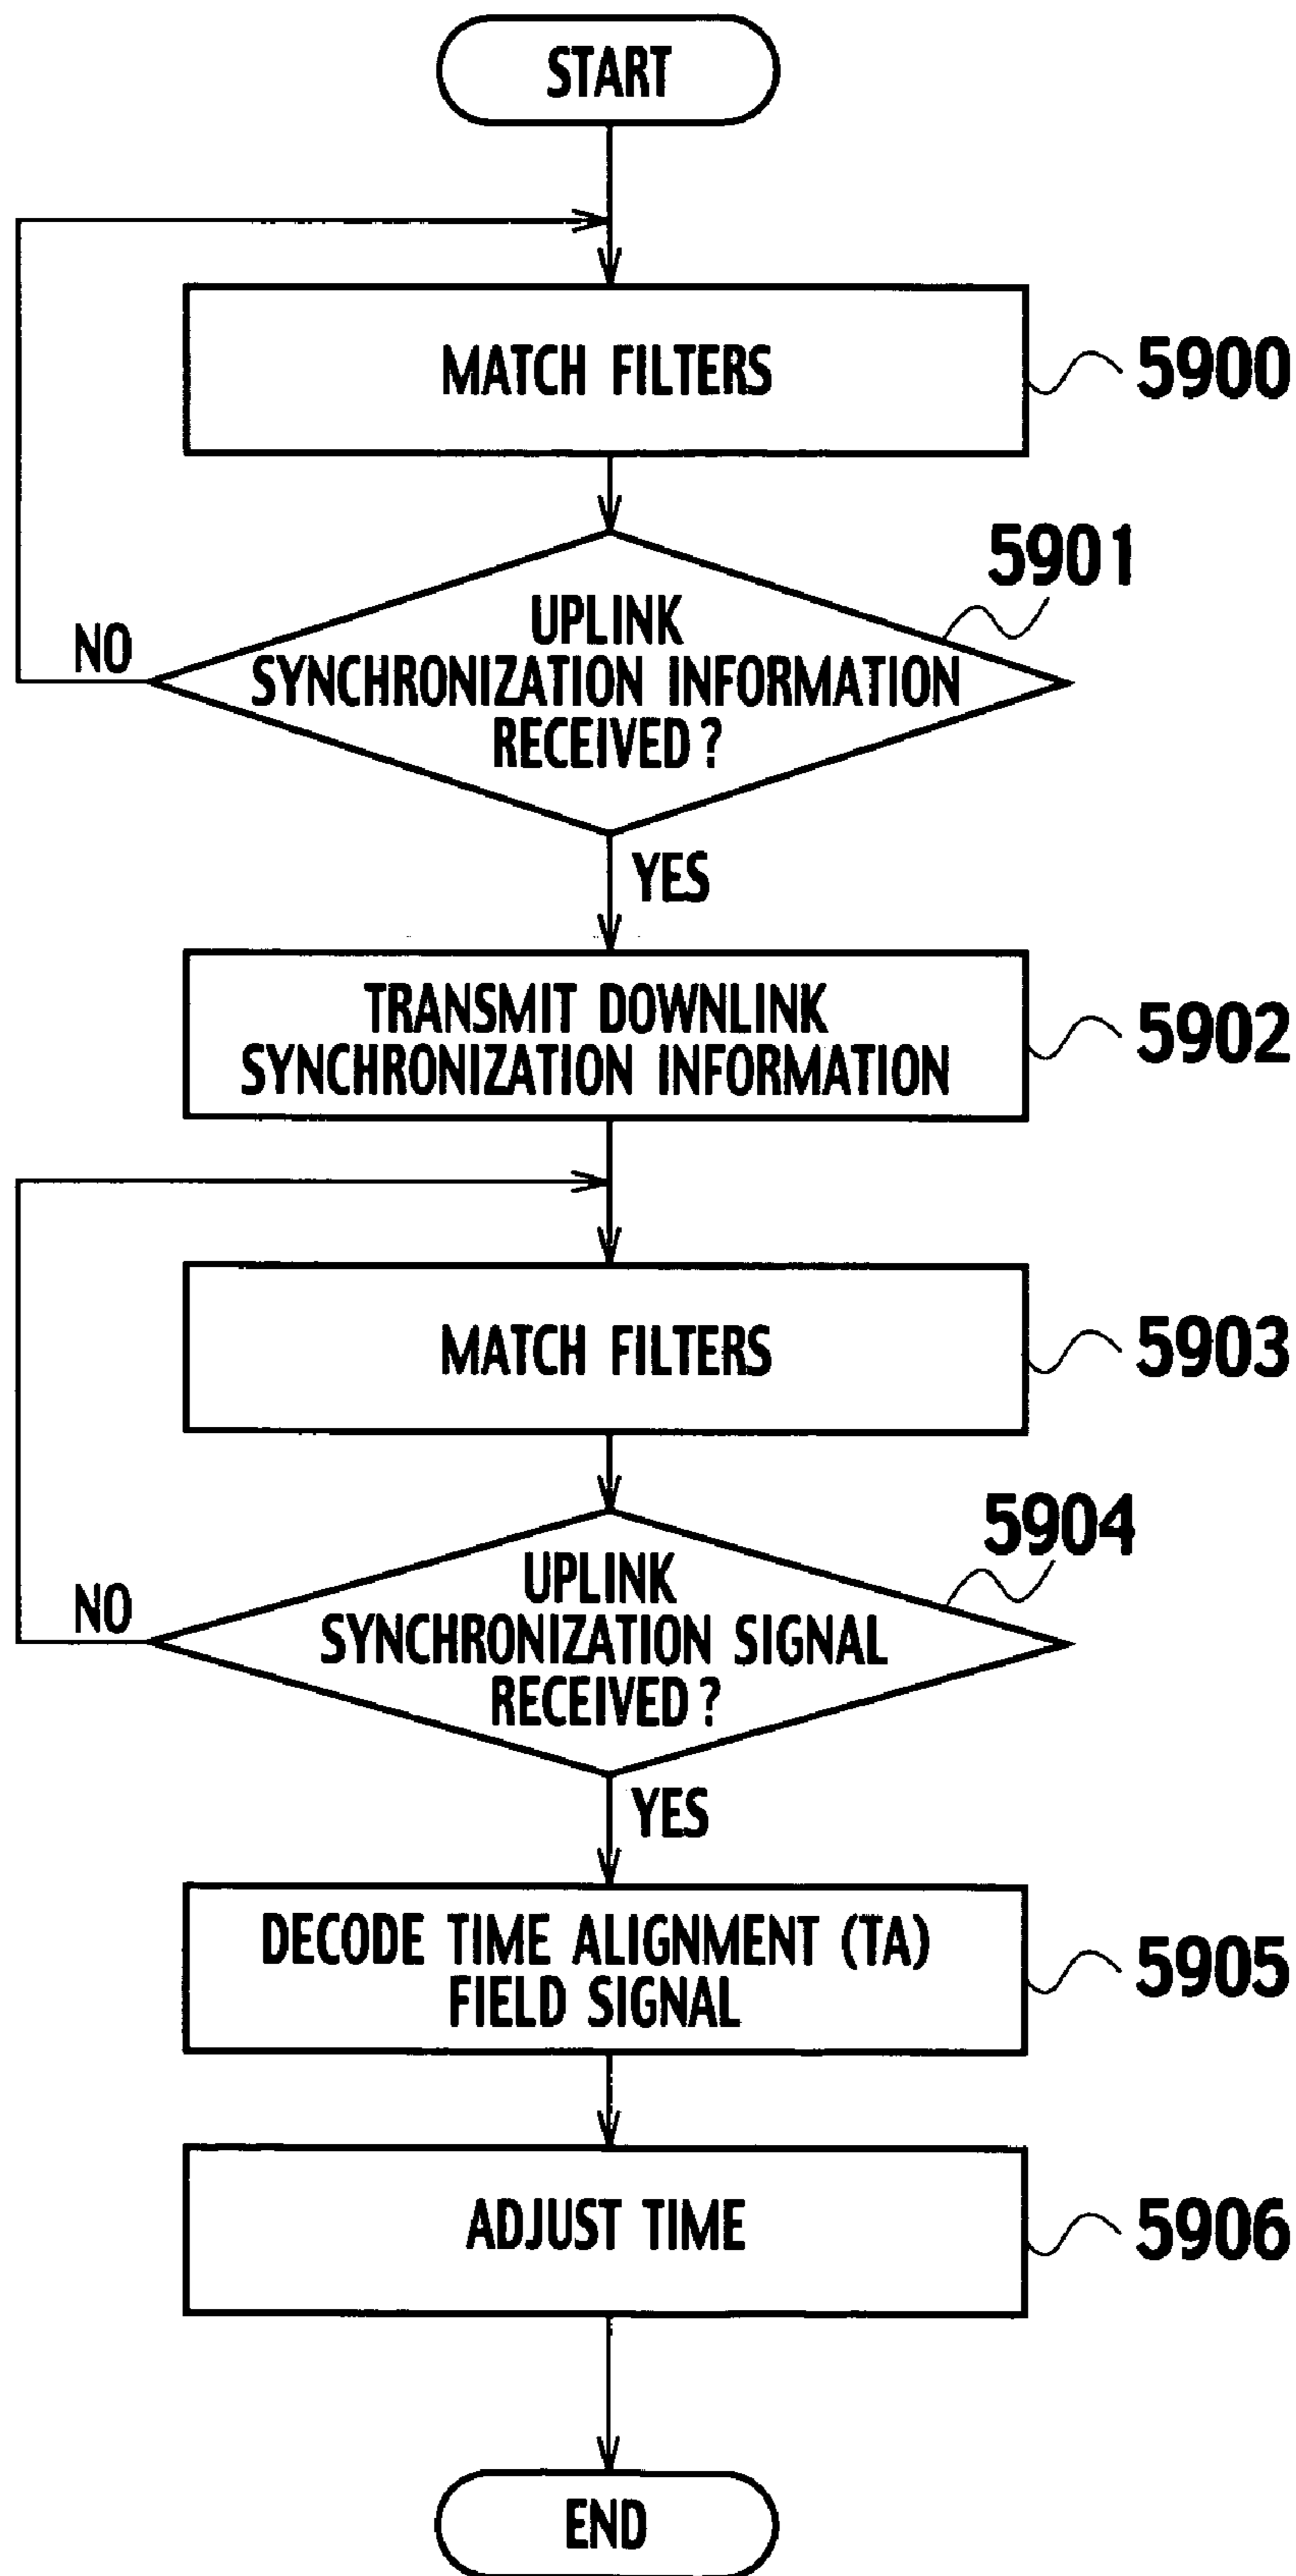 START
MATCH FILTERS
5900
5901
UPLINK
SYNCHRONIZATION INFORMATION
RECEIVED ?
NO
YES
TRANSMIT DOWNLINK
SYNCHRONIZATION INFORMATION
5902
MATCH FILTERS
5903
5904
UPLINK
SYNCHRONIZATION SIGNAL
RECEIVED ?
NO
YES
DECODE TIME ALIGNMENT (TA)
FIELD SIGNAL
5905
ADJUST TIME
5906
END